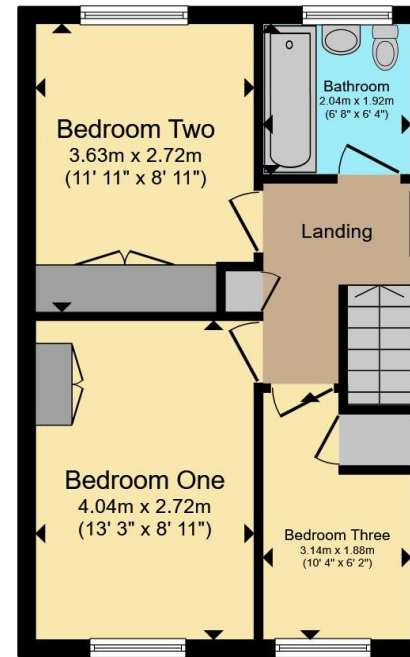 Bedroom Two
3.63m x 2.72m
(11' 11" x 8' 11")
Bathroom
2.04m x 1.92m
(6' 8" x 6' 4")
Landing
Bedroom One
4.04m x 2.72m
(13' 3" x 8' 11")
Bedroom Three
3.14m x 1.88m
(10' 4" x 6' 2")